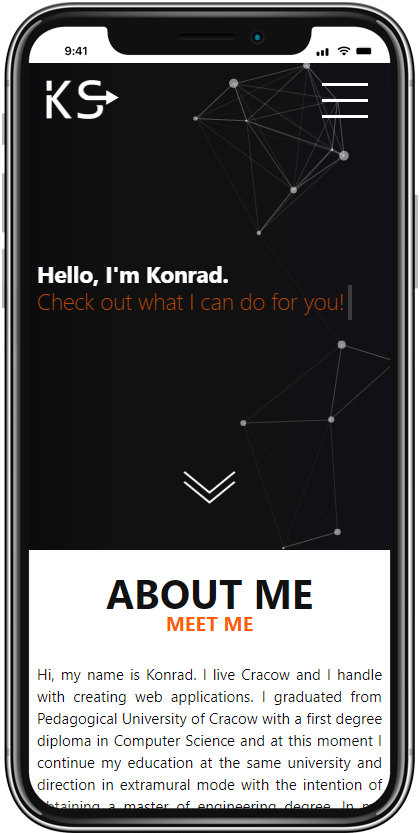 9:41
KS
Hello, I'm Konrad.
Check out what I can do for you!
ABOUT ME
MEET ME
Hi, my name is Konrad. I live Cracow and I handle
with creating web applications. I graduated from
Pedagogical University of Cracow with a first degree
diploma in Computer Science and at this moment I
continue my education at the same university and
direction in extramural mode with the intention of
obtaining a master of engineering degree. In my